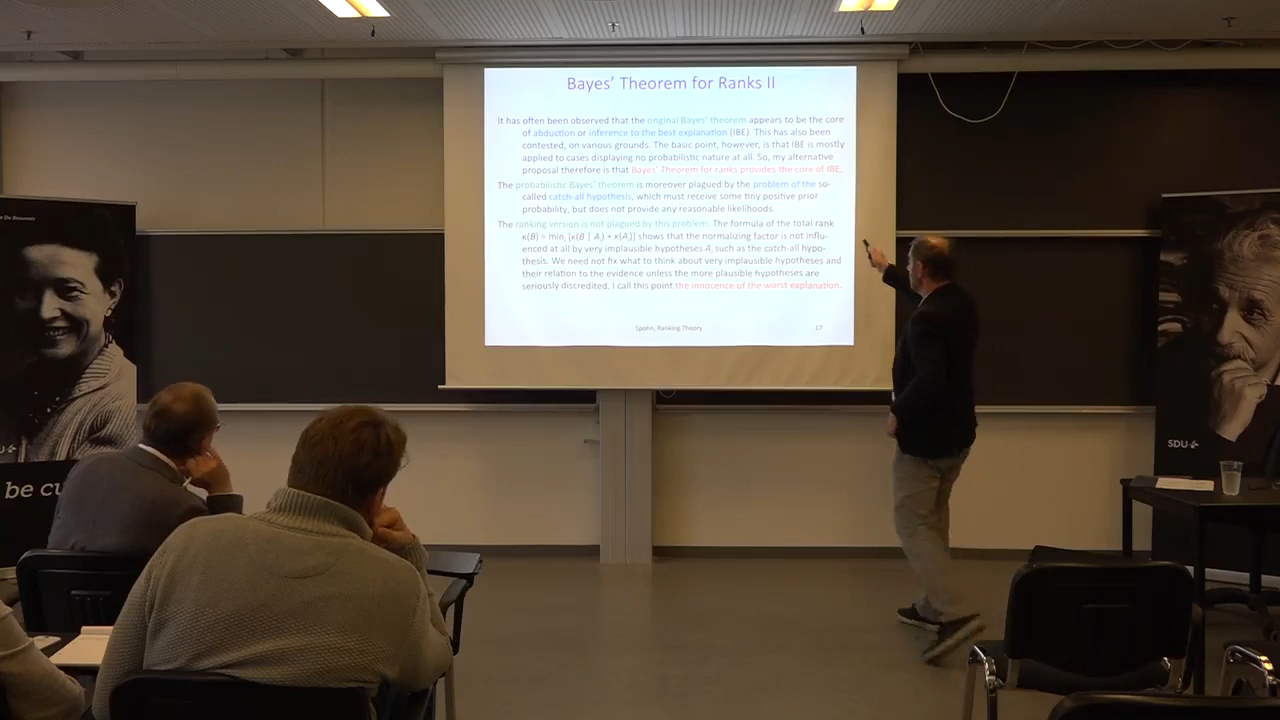 Bayes' Theorem for Ranks II
It has often been observed that the original Bayes' theorem appears to be the core
of abduction or inference to the best explanation (IBE). This has also been
contested, on various grounds. The basic point, however, is that IBE is mostly
applied to cases displaying no probabilistic nature at all. So, my alternative
proposal therefore is that Bayes' Theorem for ranks provides the core of IBE.
The probabilistic Bayes' theorem is moreover plagued by the problem of the so-
called catch-all hypothesis, which must receive some tiny positive prior
probability, but does not provide any reasonable likelihoods.
The ranking version is not plagued by this problem. The formula of the total rank
κ(B) = minᵢ [κ(B | Aᵢ) + κ(Aᵢ)] shows that the normalizing factor is not influ-
enced at all by very implausible hypotheses Aᵢ such as the catch-all hypo-
thesis. We need not fix what to think about very implausible hypotheses and
their relation to the evidence unless the more plausible hypotheses are
seriously discredited. I call this point the innocence of the worst explanation.
Spohn, Ranking Theory 17
de Beauvoir
SDU
be cu
SDU